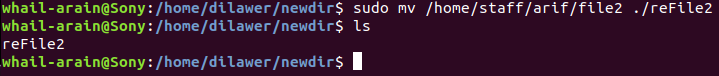 whail-arain@Sony:/home/dilawer/newdir$ sudo mv /home/staff/arif/file2 ./reFile2
whail-arain@Sony:/home/dilawer/newdir$ ls
reFile2
whail-arain@Sony:/home/dilawer/newdir$